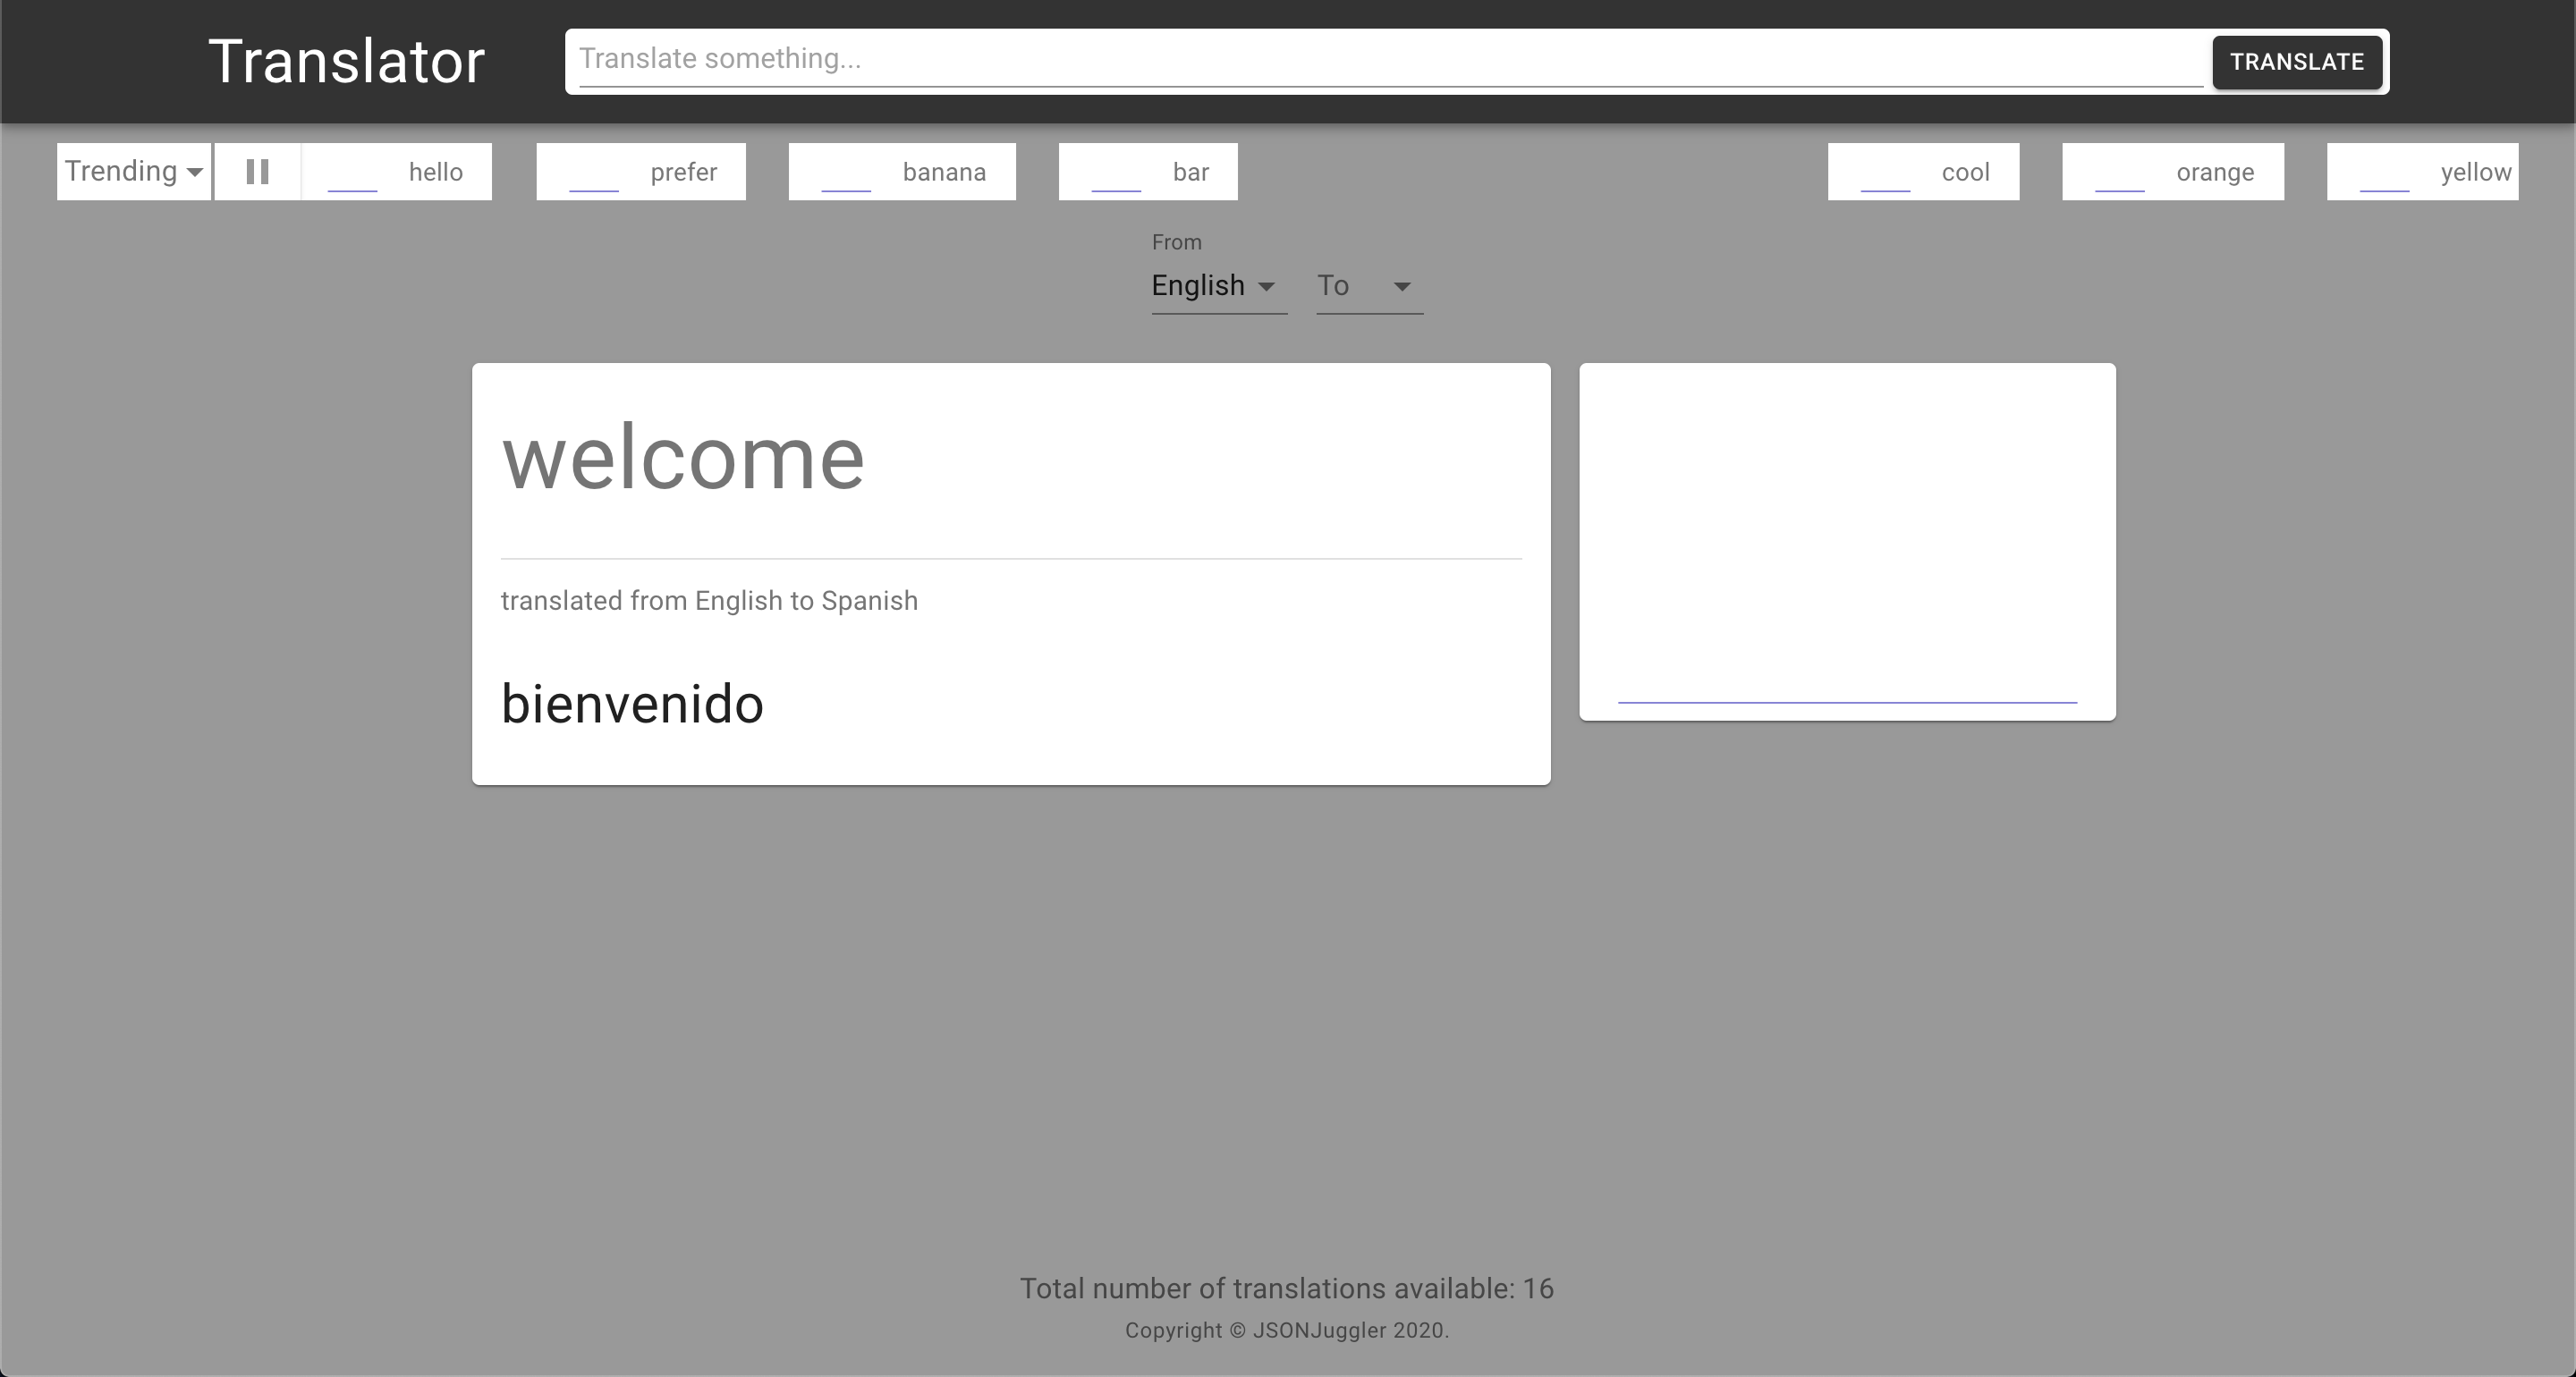 Translator
Translate something...
TRANSLATE
Trending
hello
prefer
banana
bar
cool
orange
yellow
From
English
To
welcome
translated from English to Spanish
bienvenido
Total number of translations available: 16
Copyright © JSONJuggler 2020.